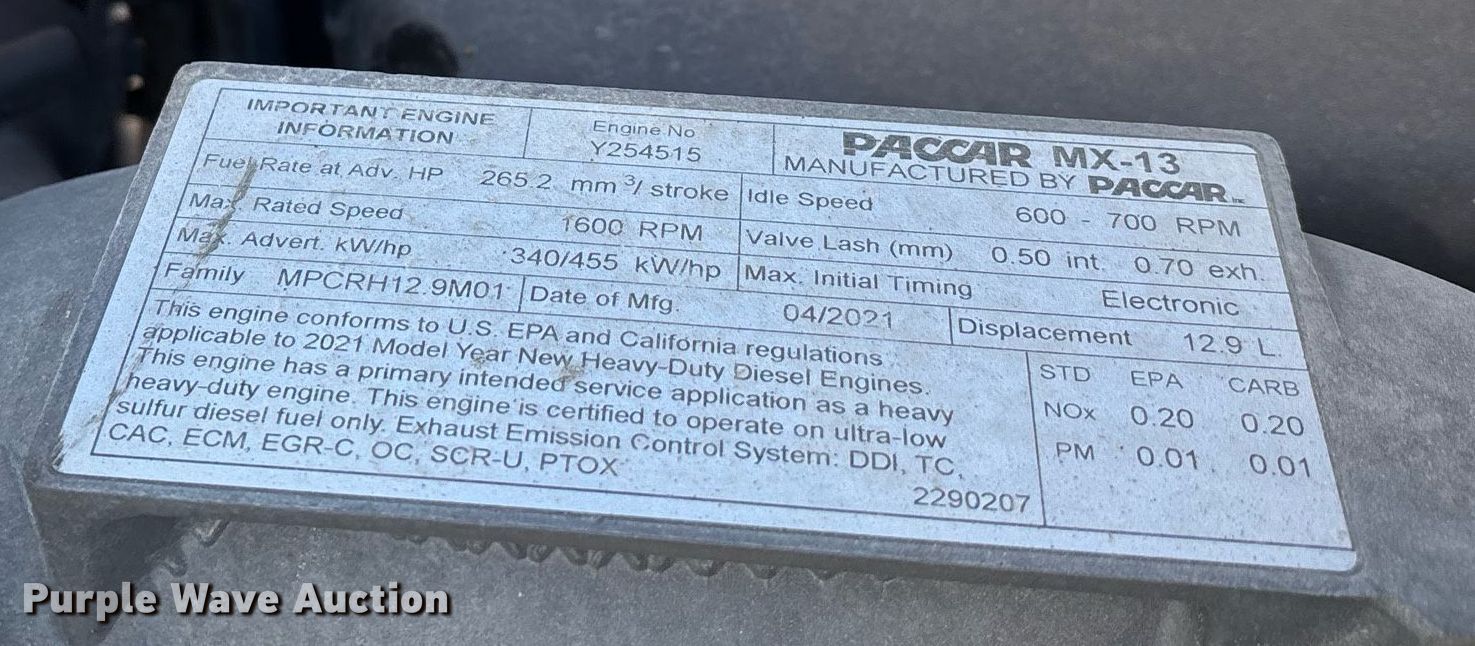 IMPORTANT ENGINE
INFORMATION
Engine No
Y254515
PACCAR MX-13
MANUFACTURED BY PACCAR INC
Fuel Rate at Adv. HP 265.2 mm³/ stroke
Idle Speed 600 - 700 RPM
Max. Rated Speed 1600 RPM
Valve Lash (mm) 0.50 int. 0.70 exh.
Max. Advert. kW/hp 340/455 kW/hp
Max. Initial Timing Electronic
Family MPCRH12.9M01
Date of Mfg. 04/2021
Displacement 12.9 L.
This engine conforms to U.S. EPA and California regulations
applicable to 2021 Model Year New Heavy-Duty Diesel Engines.
This engine has a primary intended service application as a heavy
heavy-duty engine. This engine is certified to operate on ultra-low
sulfur diesel fuel only. Exhaust Emission Control System: DDI, TC,
CAC, ECM, EGR-C, OC, SCR-U, PTOX
2290207
STD EPA CARB
NOx 0.20 0.20
PM 0.01 0.01
Purple Wave Auction